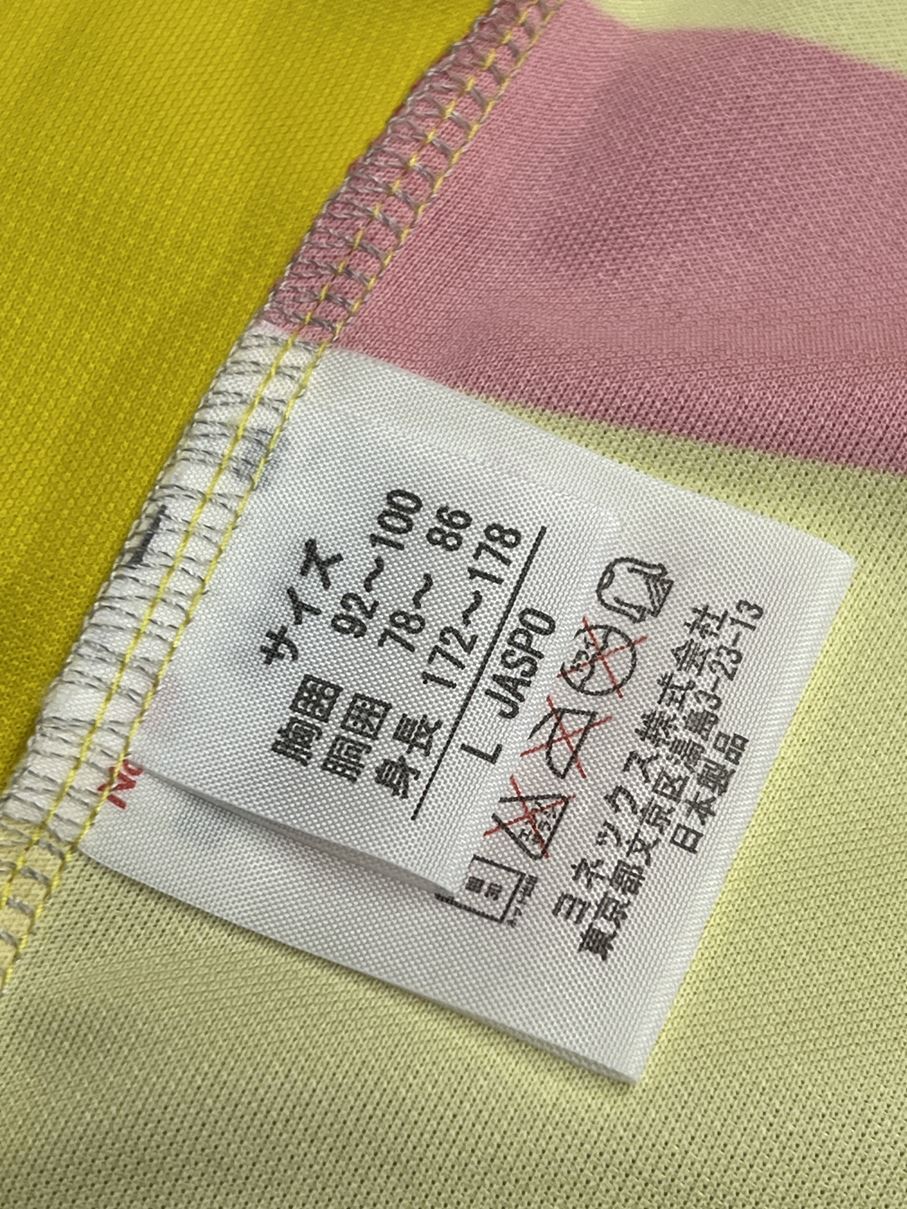 サイズ
胸囲 92～100
胴囲 78～ 86
身長 172～178
L JASPO
ヨネックス株式会社
東京都文京区湯島3-23-13
日本製品